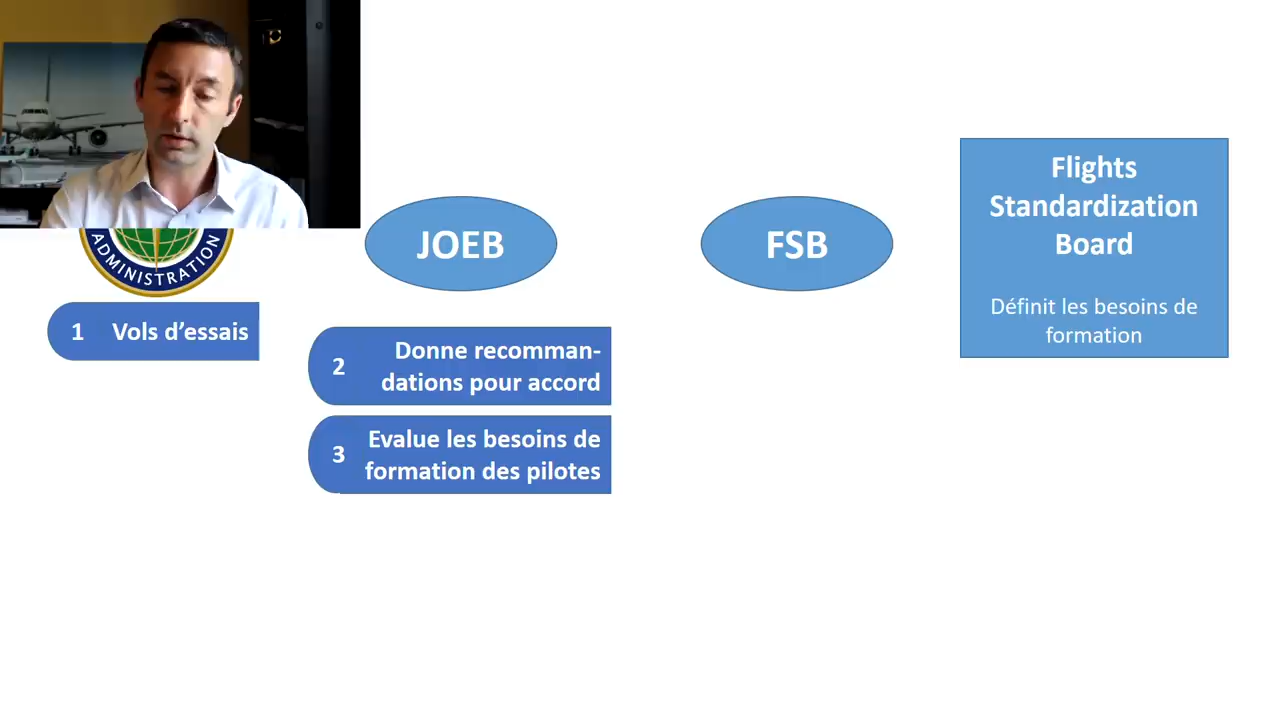 ADMINISTRATION
1 Vols d’essais
JOEB
2 Donne recomman-
dations pour accord
3 Evalue les besoins de
formation des pilotes
FSB
Flights
Standardization
Board
Définit les besoins de
formation